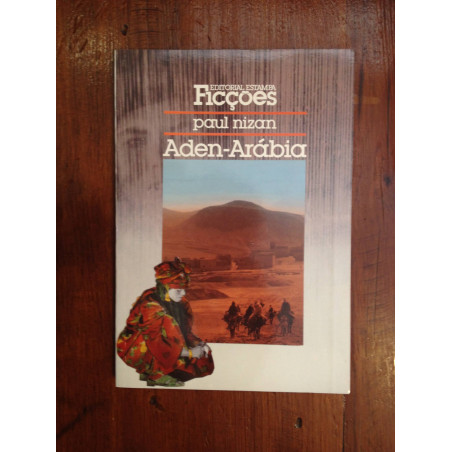 EDITORIAL ESTAMPA
Ficções
paul nizan
Aden-Arábia